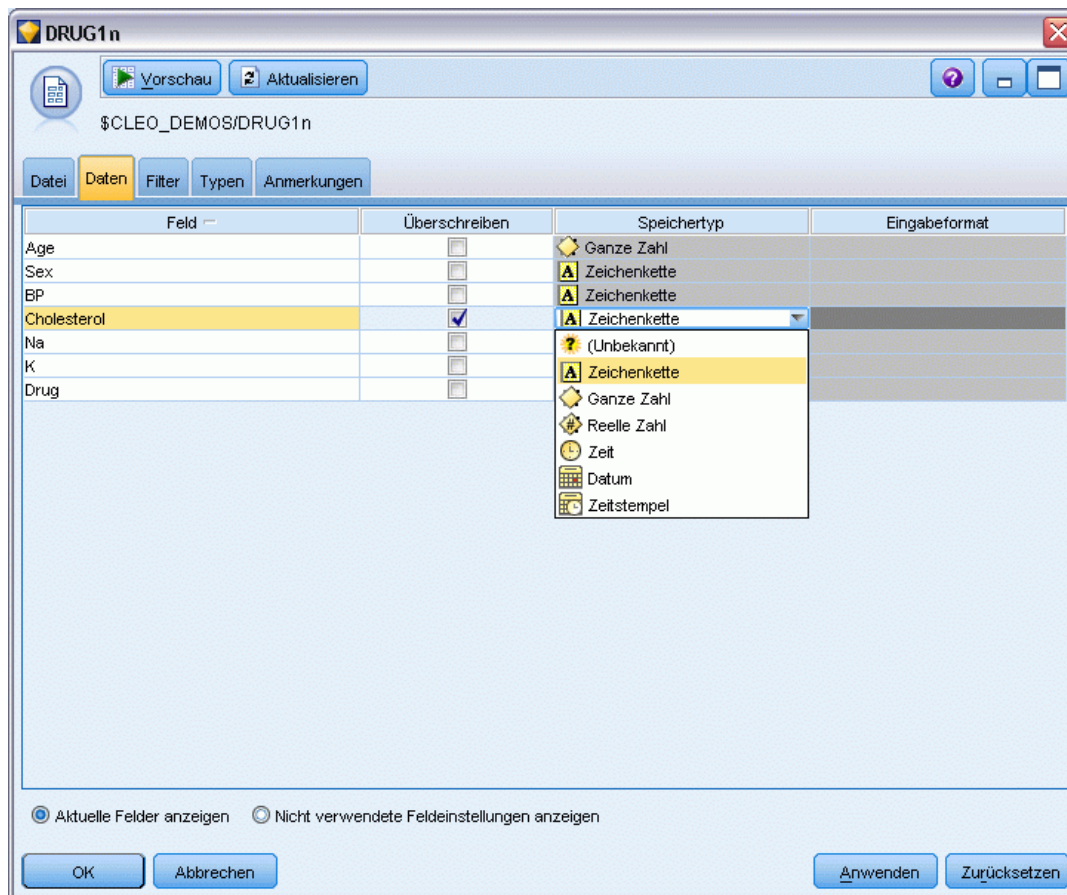 DRUG1n
Vorschau Aktualisieren
$CLEO_DEMOS/DRUG1n
Datei Daten Filter Typen Anmerkungen
Feld Überschreiben Speichertyp Eingabeformat
Age Ganze Zahl
Sex A Zeichenkette
BP A Zeichenkette
Cholesterol A Zeichenkette
Na
K
Drug
? (Unbekannt)
A Zeichenkette
Ganze Zahl
# Reelle Zahl
Zeit
Datum
Zeitstempel
Aktuelle Felder anzeigen Nicht verwendete Feldeinstellungen anzeigen
OK Abbrechen Anwenden Zurücksetzen